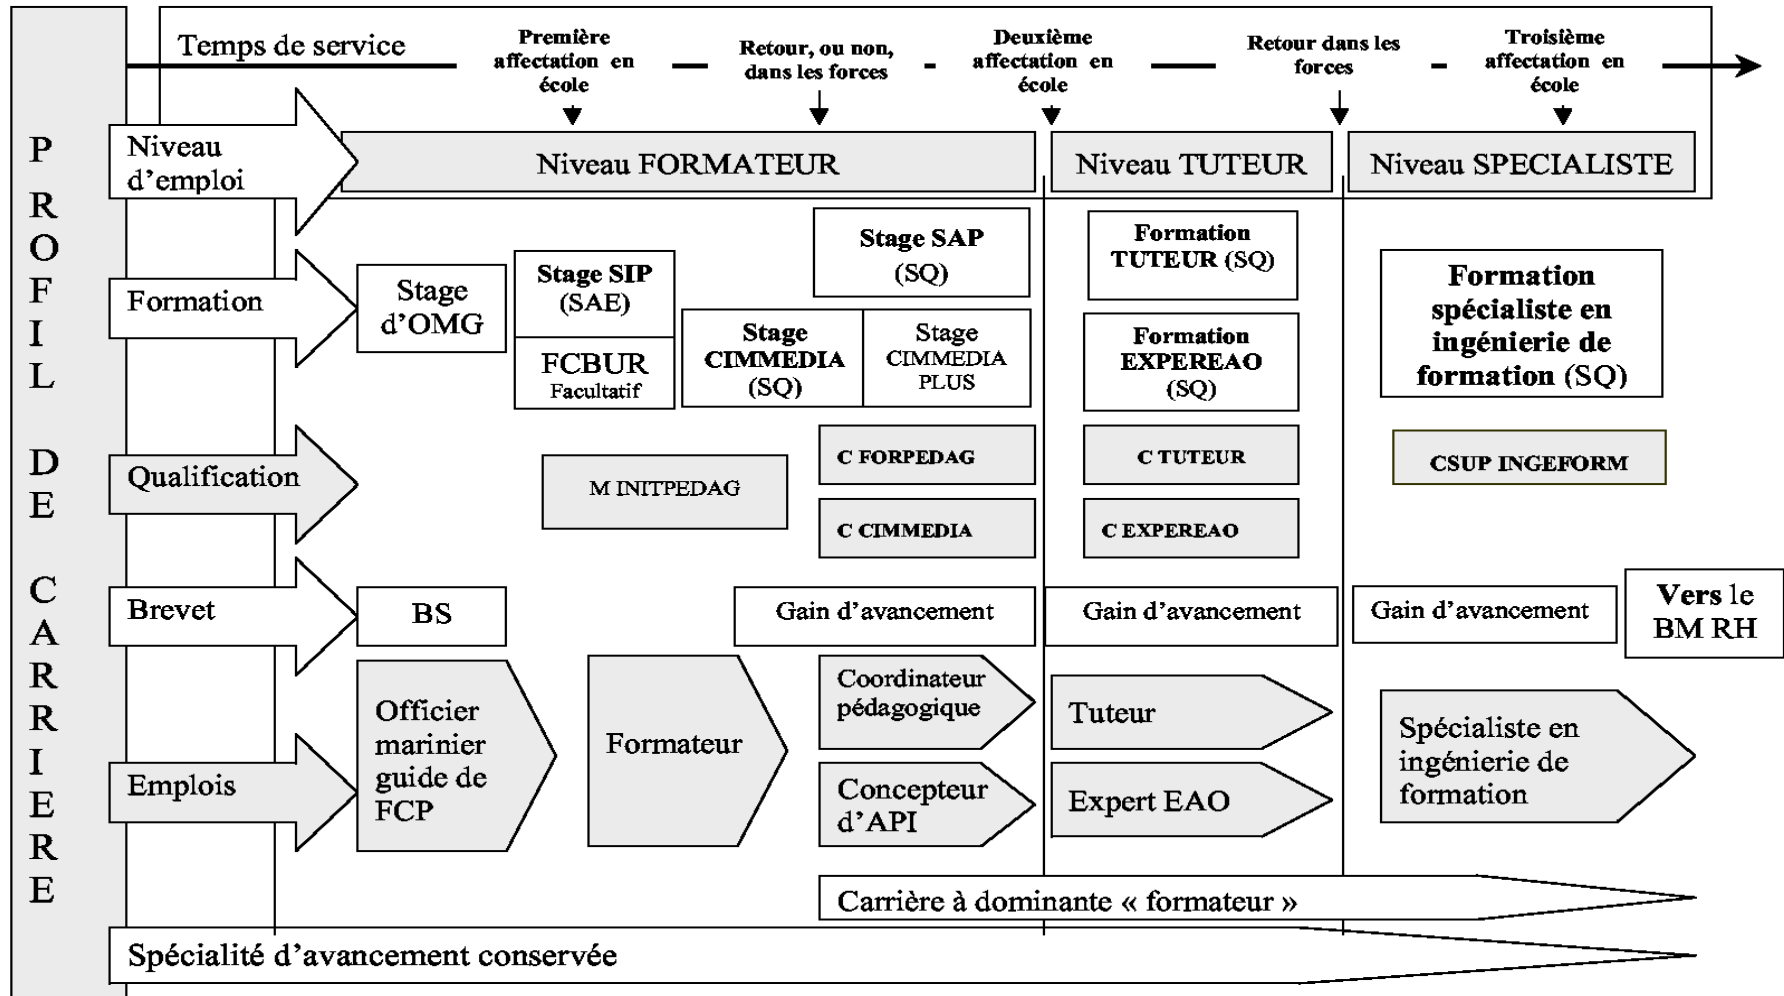 PROFIL DE CARRIERE
Temps de service
Première
affectation en
école
Retour, ou non,
dans les forces
Deuxième
affectation en
école
Retour dans les
forces
Troisième
affectation en
école
Niveau
d'emploi
Niveau FORMATEUR
Niveau TUTEUR
Niveau SPECIALISTE
Formation
Stage
d'OMG
Stage SIP
(SAE)
FCBUR
Facultatif
Stage SAP
(SQ)
Stage
CIMMEDIA
(SQ)
Stage
CIMMEDIA
PLUS
Formation
TUTEUR (SQ)
Formation
EXPEREAO
(SQ)
Formation
spécialiste en
ingénierie de
formation (SQ)
Qualification
M INITPEDAG
C FORPEDAG
C CIMMEDIA
C TUTEUR
C EXPEREAO
CSUP INGEFORM
Brevet
BS
Gain d'avancement
Gain d'avancement
Gain d'avancement
Vers le
BM RH
Emplois
Officier
marinier
guide de
FCP
Formateur
Coordinateur
pédagogique
Concepteur
d'API
Tuteur
Expert EAO
Spécialiste en
ingénierie de
formation
Carrière à dominante « formateur »
Spécialité d'avancement conservée